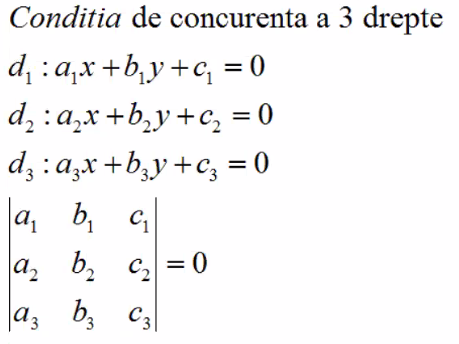 Conditia de concurenta a 3 drepte
d₁ : a₁x + b₁y + c₁ = 0
d₂ : a₂x + b₂y + c₂ = 0
d₃ : a₃x + b₃y + c₃ = 0
|a₁ b₁ c₁|
|a₂ b₂ c₂| = 0
|a₃ b₃ c₃|